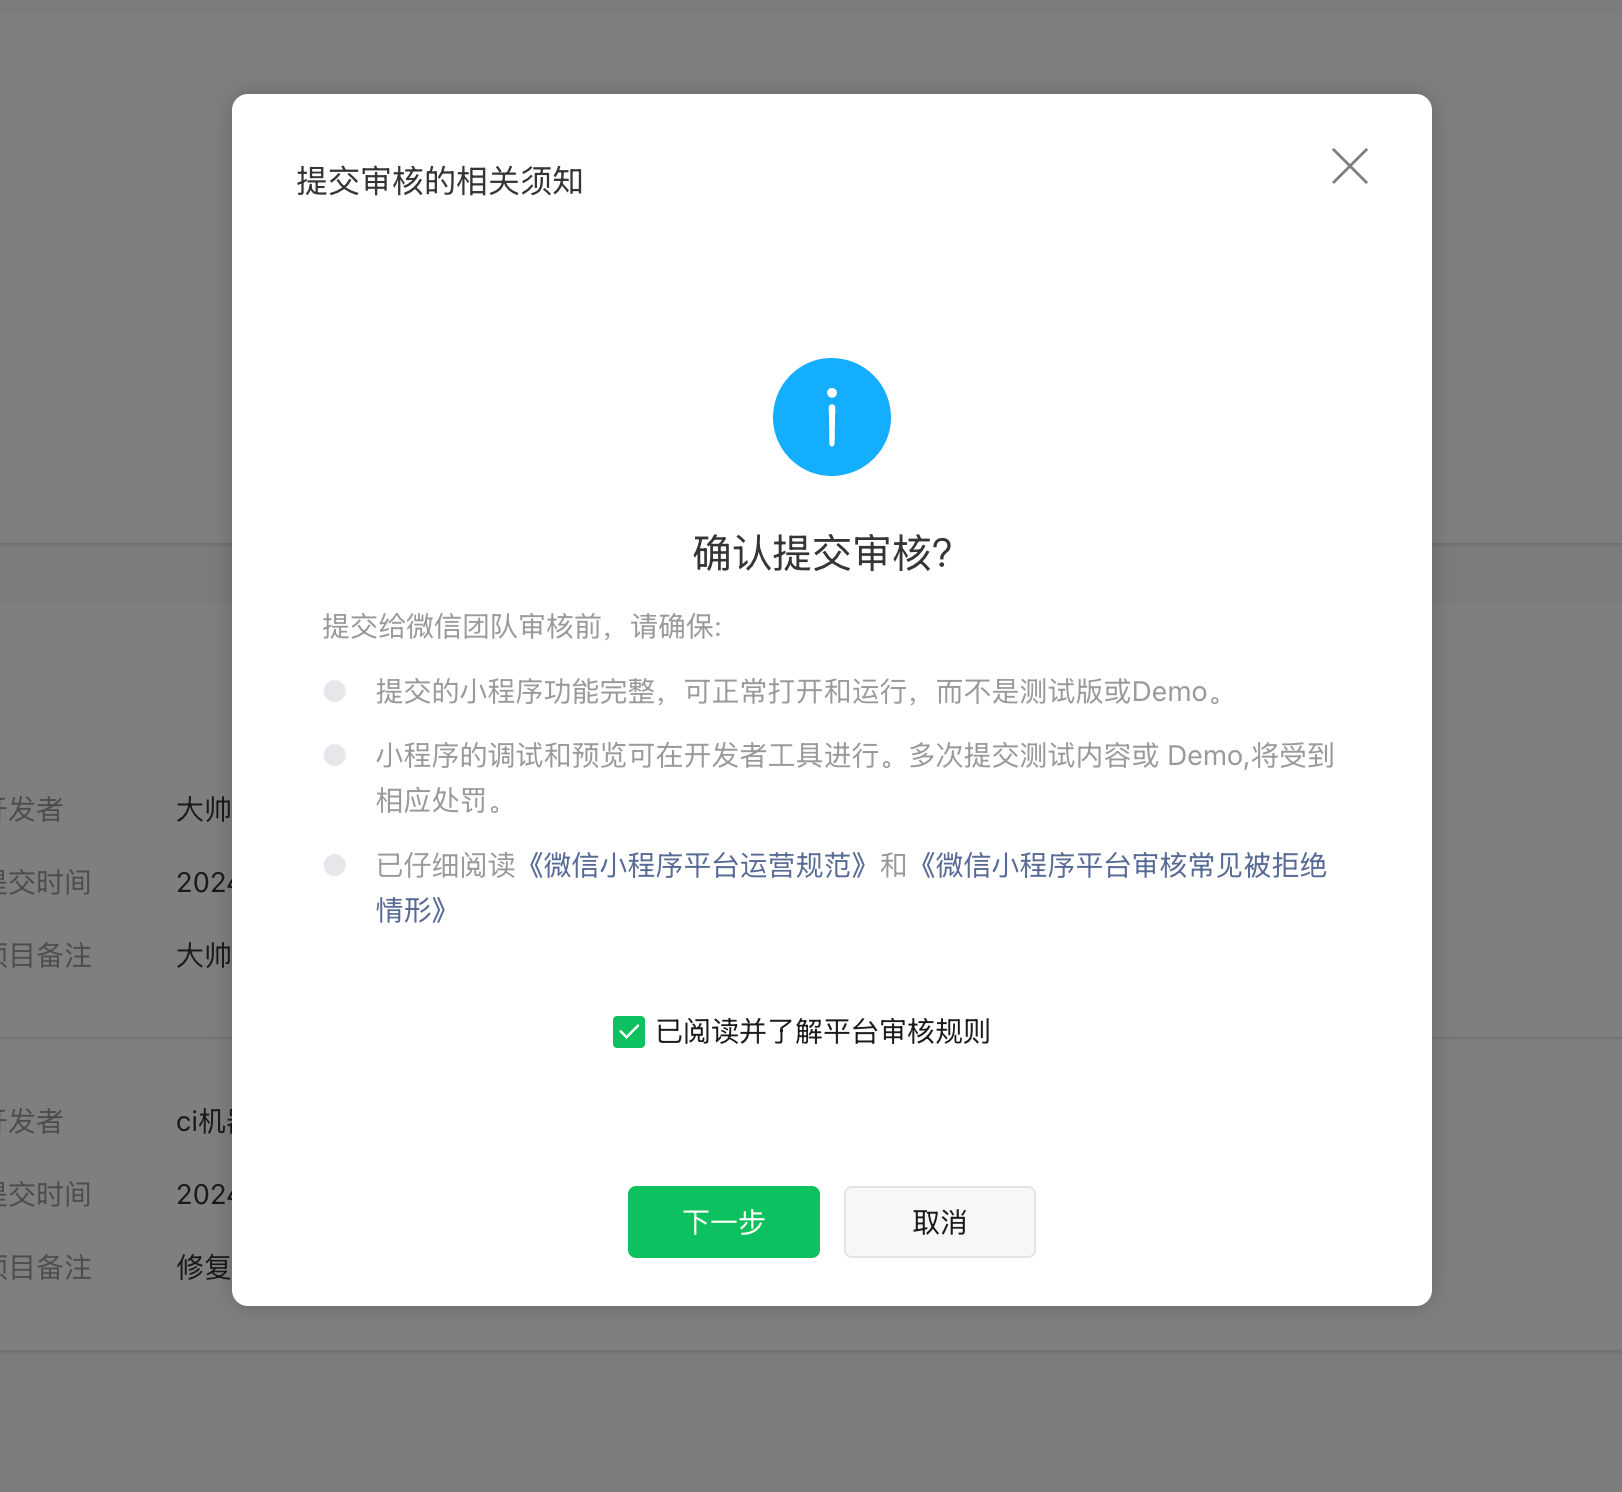 提交审核的相关须知
确认提交审核?
提交给微信团队审核前，请确保:
提交的小程序功能完整，可正常打开和运行，而不是测试版或Demo。
小程序的调试和预览可在开发者工具进行。多次提交测试内容或 Demo,将受到
相应处罚。
已仔细阅读《微信小程序平台运营规范》和《微信小程序平台审核常见被拒绝
情形》
已阅读并了解平台审核规则
下一步 取消
发者 大帅
交时间 202
目备注 大帅
发者 ci机
交时间 202
目备注 修复